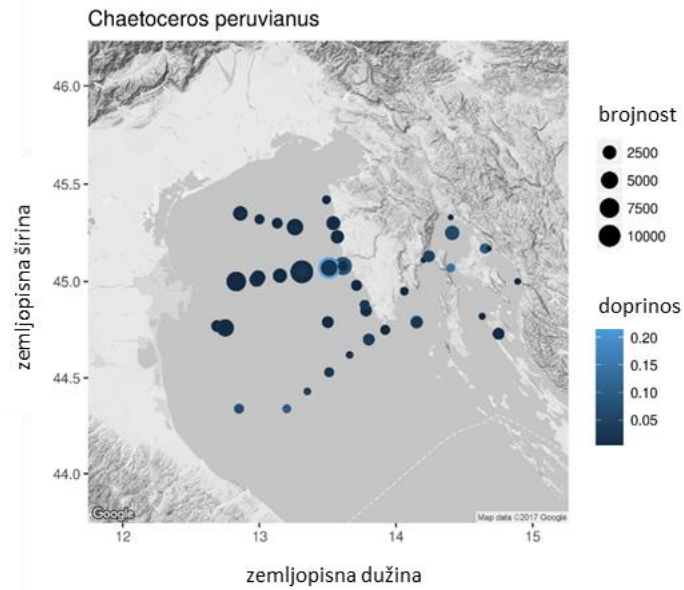 Chaetoceros peruvianus
46.0
45.5
45.0
44.5
44.0
zemljopisna širina
12
13
14
15
zemljopisna dužina
Google
Map data ©2017 Google
brojnost
2500
5000
7500
10000
doprinos
0.20
0.15
0.10
0.05